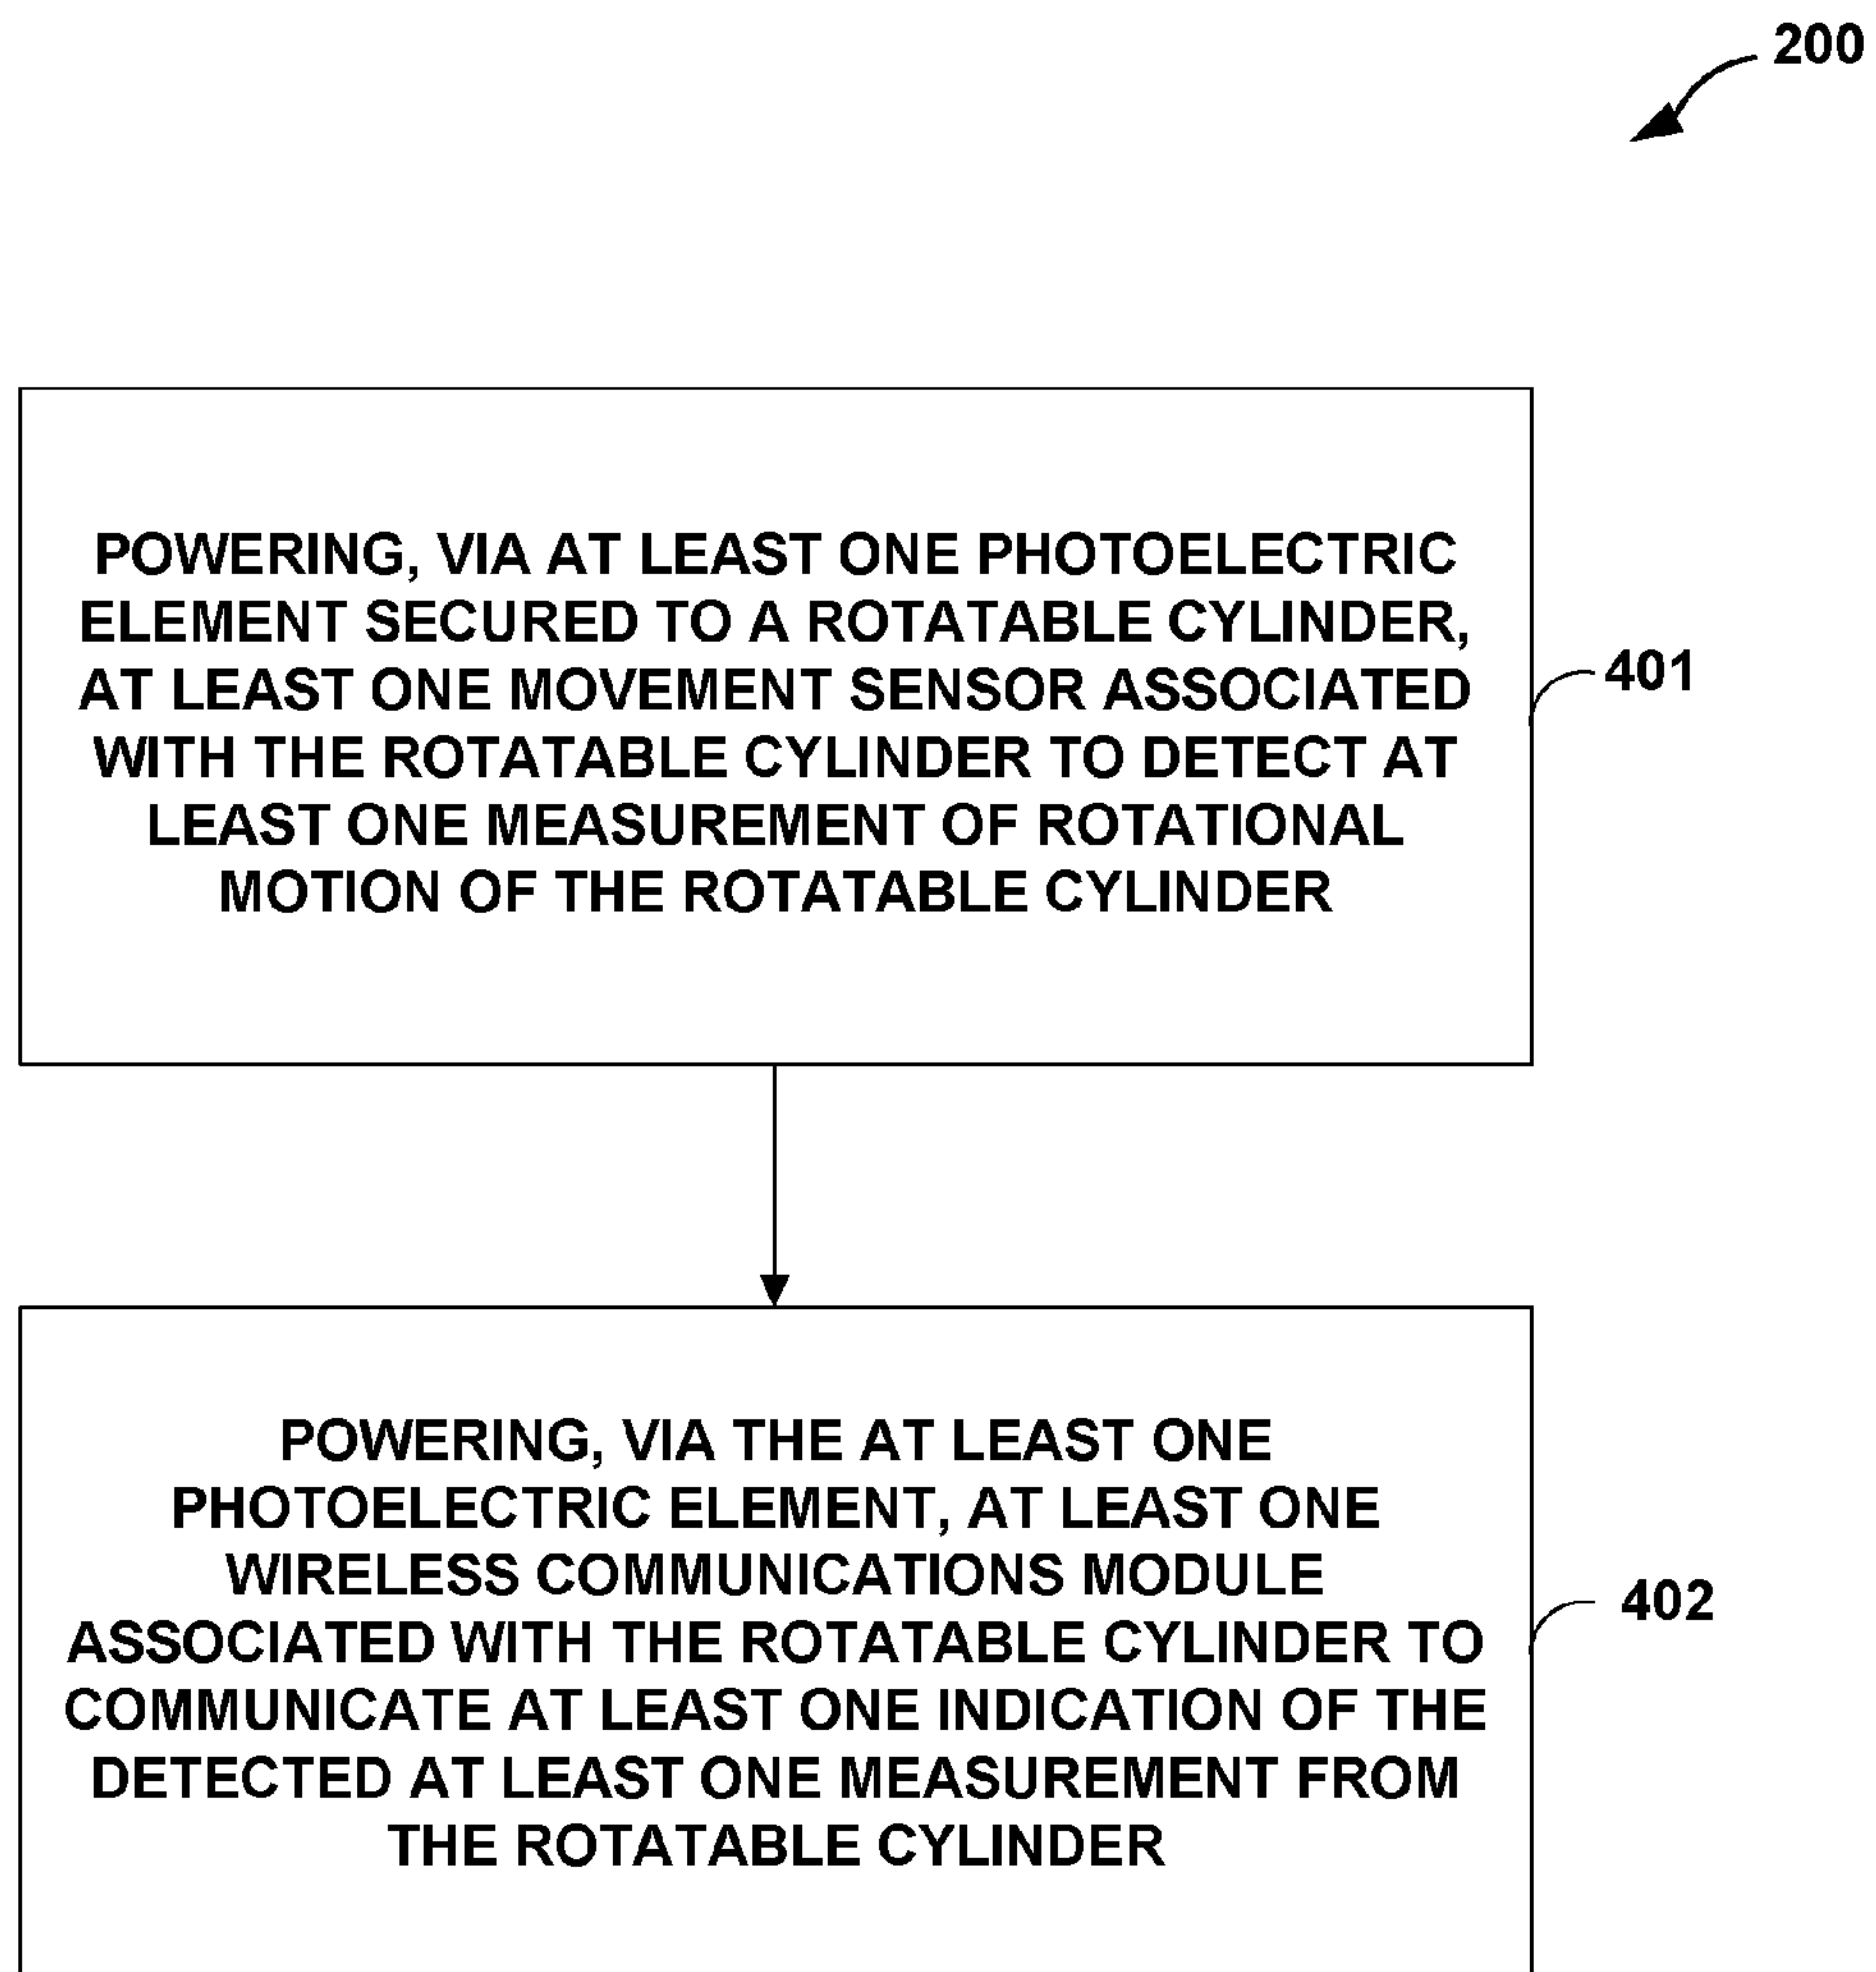 200
POWERING, VIA AT LEAST ONE PHOTOELECTRIC
ELEMENT SECURED TO A ROTATABLE CYLINDER,
AT LEAST ONE MOVEMENT SENSOR ASSOCIATED
WITH THE ROTATABLE CYLINDER TO DETECT AT
LEAST ONE MEASUREMENT OF ROTATIONAL
MOTION OF THE ROTATABLE CYLINDER
401
POWERING, VIA THE AT LEAST ONE
PHOTOELECTRIC ELEMENT, AT LEAST ONE
WIRELESS COMMUNICATIONS MODULE
ASSOCIATED WITH THE ROTATABLE CYLINDER TO
COMMUNICATE AT LEAST ONE INDICATION OF THE
DETECTED AT LEAST ONE MEASUREMENT FROM
THE ROTATABLE CYLINDER
402